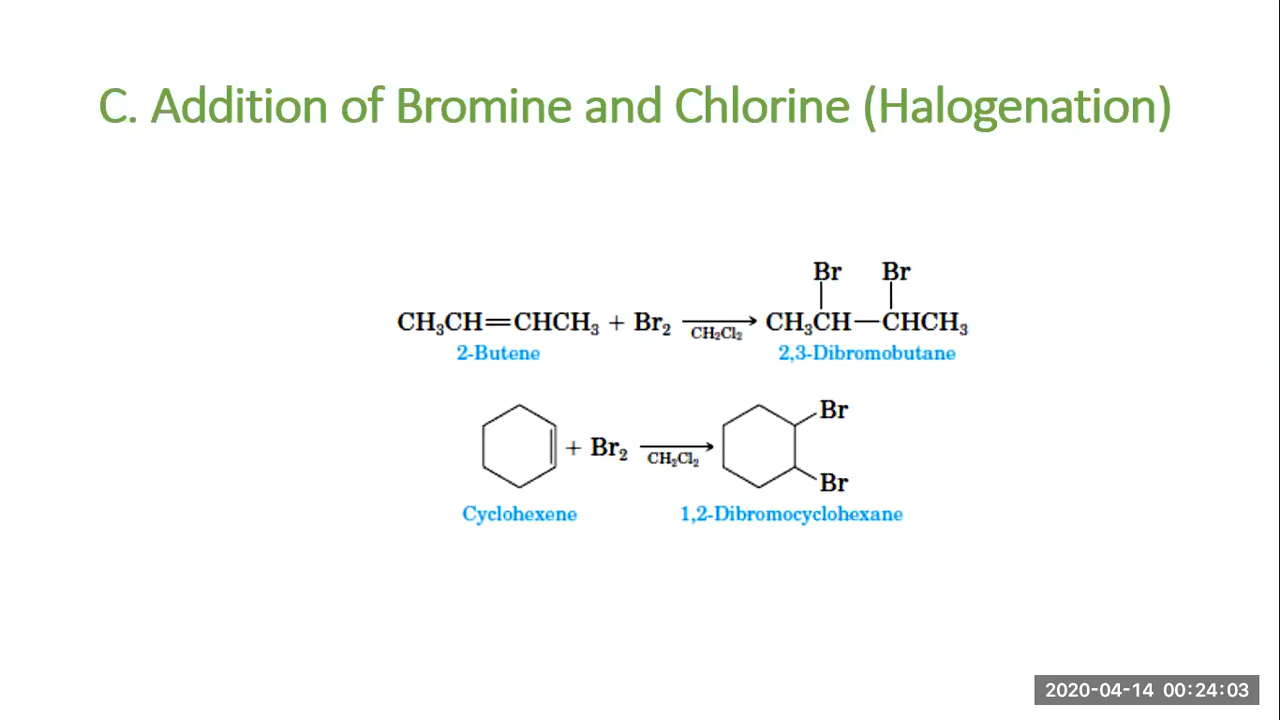 C. Addition of Bromine and Chlorine (Halogenation)
Br Br
CH₃CH=CHCH₃ + Br₂ → CH₃CH—CHCH₃
CH₂Cl₂
2-Butene 2,3-Dibromobutane
Br
+ Br₂ →
CH₂Cl₂
Br
Cyclohexene 1,2-Dibromocyclohexane
2020-04-14 00:24:03